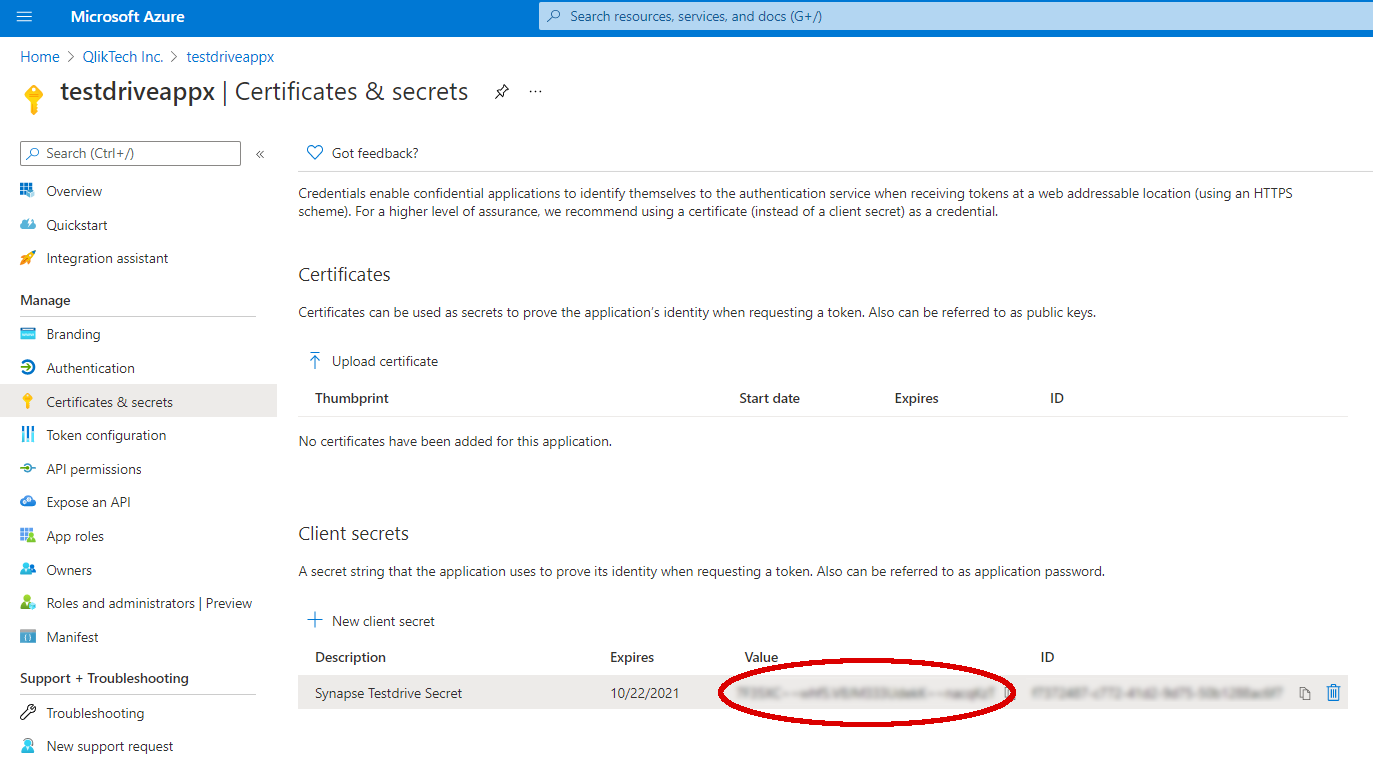 Microsoft Azure
Search resources, services, and docs (G+/)
Home > QlikTech Inc. > testdriveappx
testdriveappx | Certificates & secrets
Search (Ctrl+/)
Overview
Quickstart
Integration assistant
Manage
Branding
Authentication
Certificates & secrets
Token configuration
API permissions
Expose an API
App roles
Owners
Roles and administrators | Preview
Manifest
Support + Troubleshooting
Troubleshooting
New support request
Got feedback?
Credentials enable confidential applications to identify themselves to the authentication service when receiving tokens at a web addressable location (using an HTTPS
scheme). For a higher level of assurance, we recommend using a certificate (instead of a client secret) as a credential.
Certificates
Certificates can be used as secrets to prove the application's identity when requesting a token. Also can be referred to as public keys.
Upload certificate
Thumbprint Start date Expires ID
No certificates have been added for this application.
Client secrets
A secret string that the application uses to prove its identity when requesting a token. Also can be referred to as application password.
New client secret
Description Expires Value ID
Synapse Testdrive Secret 10/22/2021